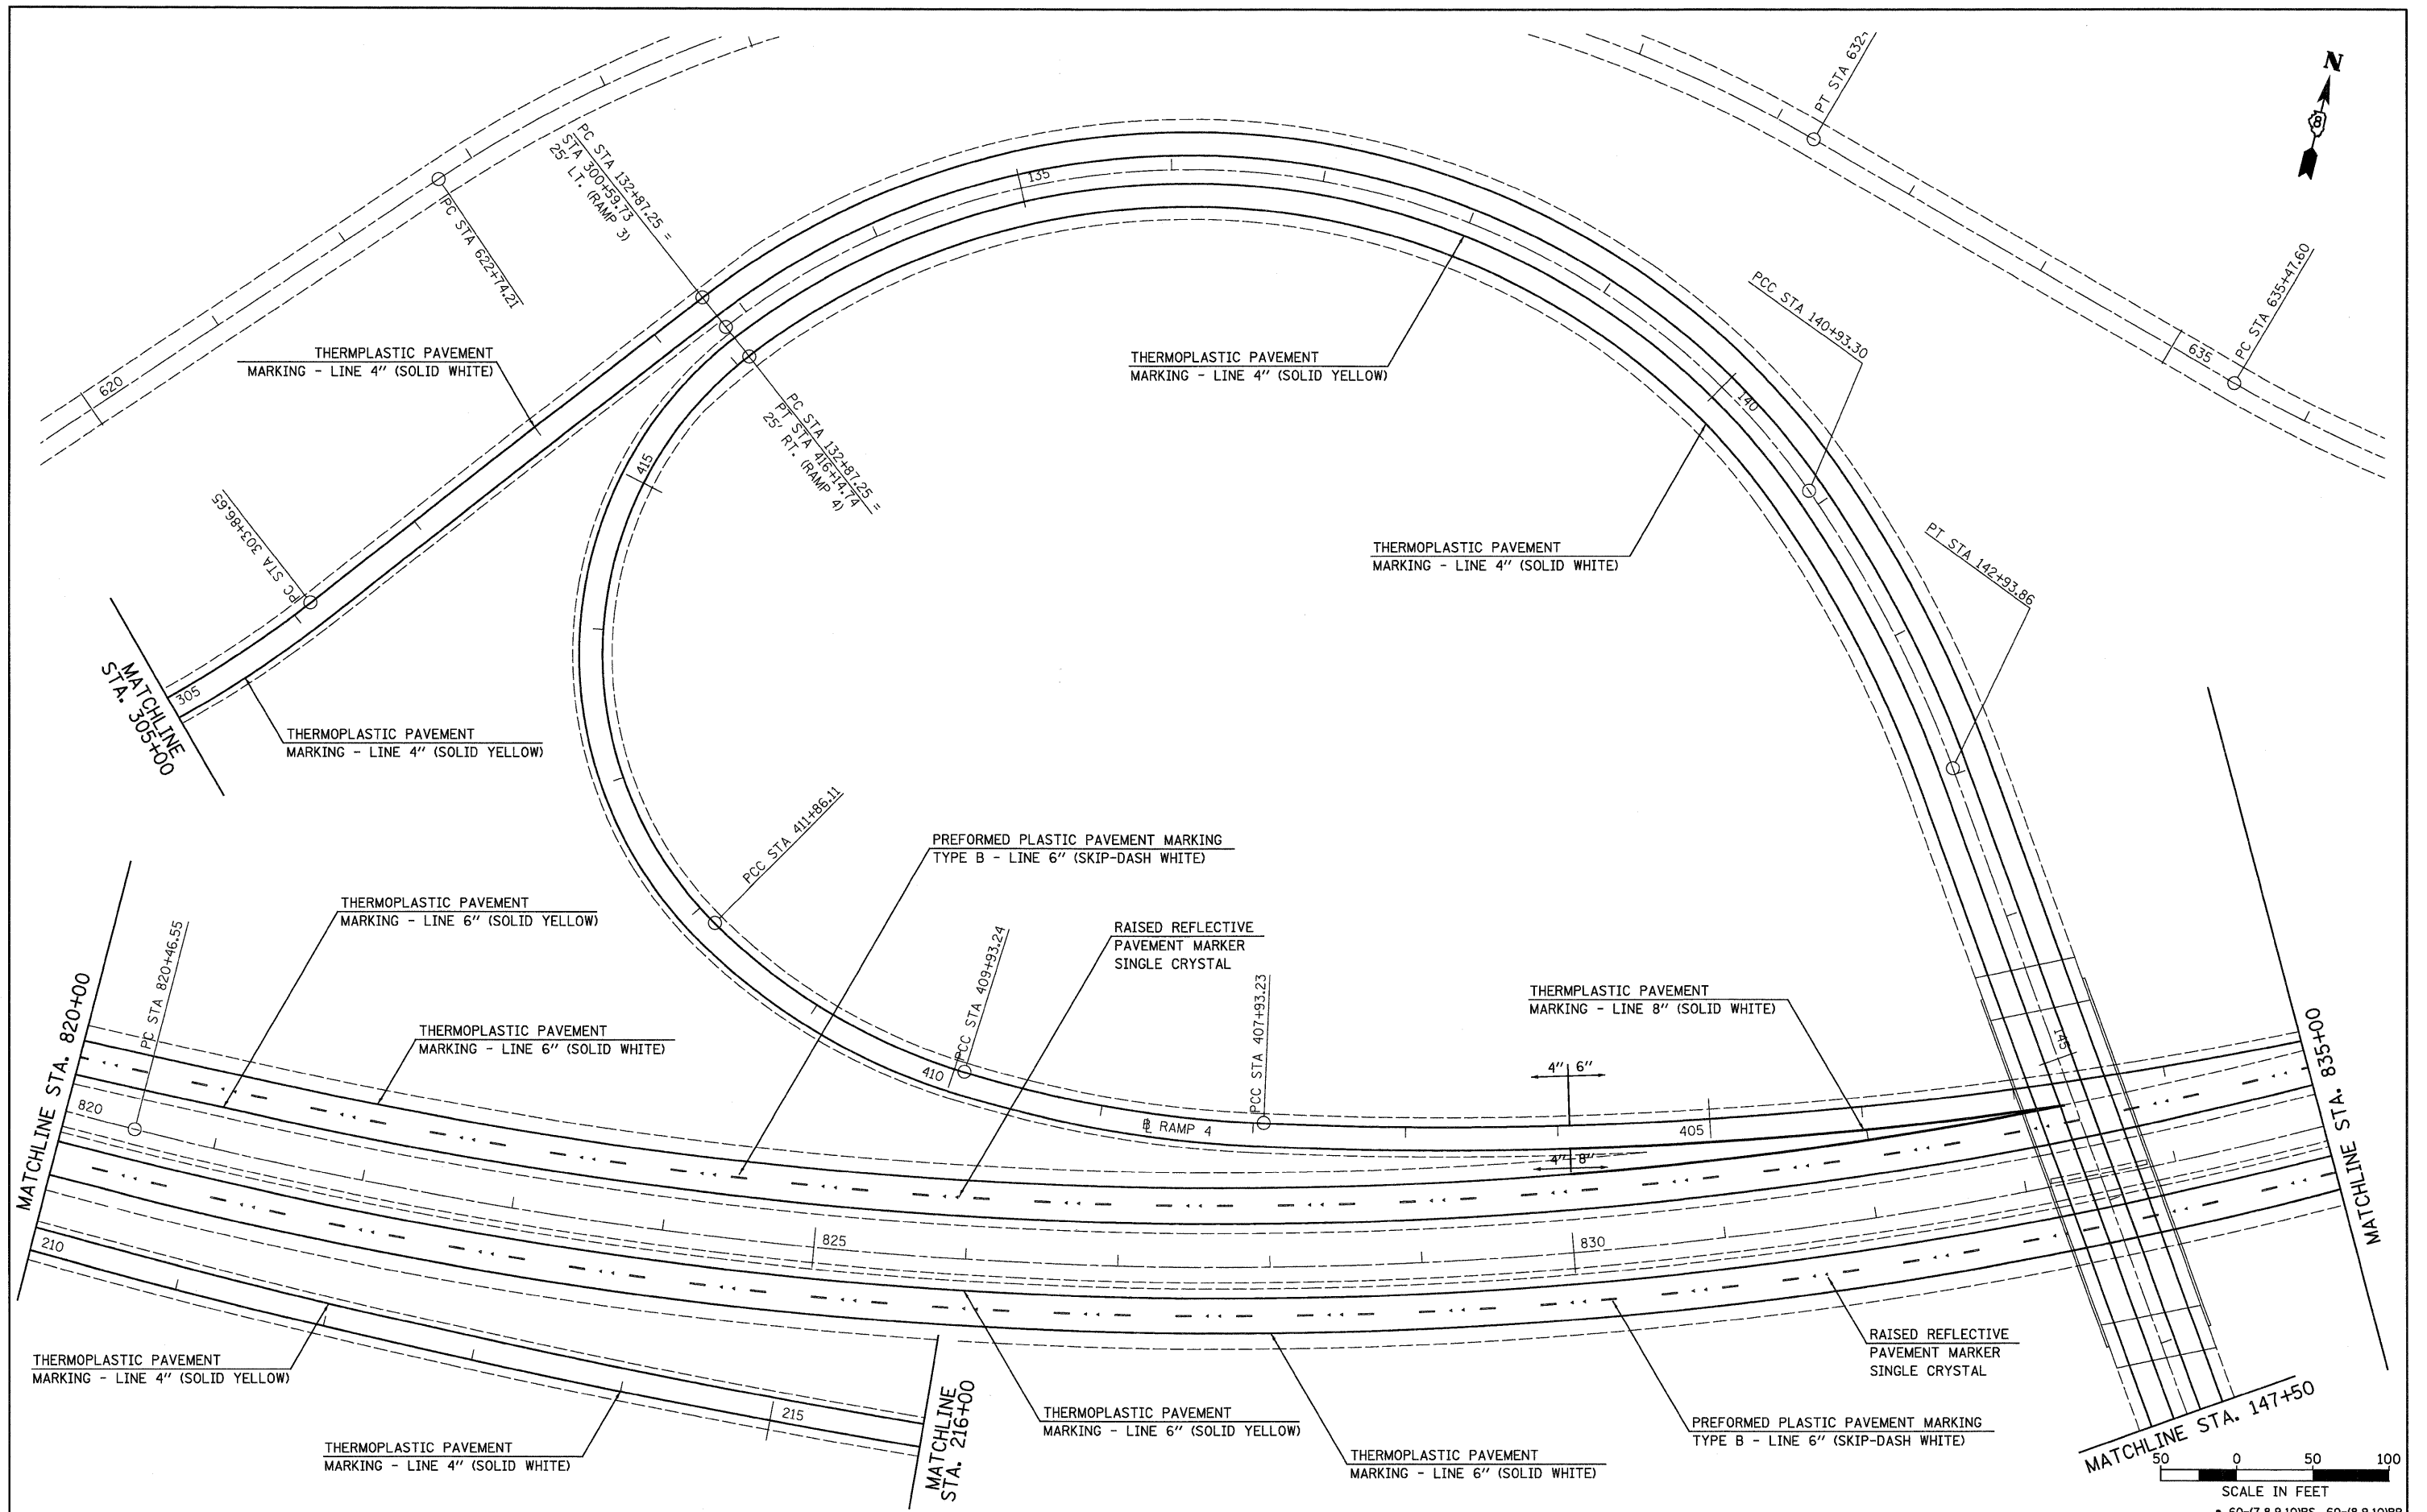 PT STA 632+
N
8
PC STA 132+87.25 =
STA 300+59.73
25' LT. (RAMP 3)
135
PC STA 622+74.21
PCC STA 140+93.30
PC STA 635+47.60
635
THERMPLASTIC PAVEMENT
MARKING - LINE 4" (SOLID WHITE)
THERMOPLASTIC PAVEMENT
MARKING - LINE 4" (SOLID YELLOW)
620
140
PC STA 132+87.25 =
PT STA 416+14.74
25' RT. (RAMP 4)
415
PC STA 303+86.65
THERMOPLASTIC PAVEMENT
MARKING - LINE 4" (SOLID WHITE)
PT STA 142+93.86
MATCHLINE
STA. 305+00
305
THERMOPLASTIC PAVEMENT
MARKING - LINE 4" (SOLID YELLOW)
PCC STA 411+86.11
PREFORMED PLASTIC PAVEMENT MARKING
TYPE B - LINE 6" (SKIP-DASH WHITE)
THERMOPLASTIC PAVEMENT
MARKING - LINE 6" (SOLID YELLOW)
RAISED REFLECTIVE
PAVEMENT MARKER
SINGLE CRYSTAL
PC STA 820+46.55
PCC STA 409+93.24
PCC STA 407+93.23
THERMPLASTIC PAVEMENT
MARKING - LINE 8" (SOLID WHITE)
MATCHLINE STA. 820+00
THERMOPLASTIC PAVEMENT
MARKING - LINE 6" (SOLID WHITE)
145
MATCHLINE STA. 835+00
4" 6"
410
820
℄ RAMP 4
405
4" 8"
210
825
830
THERMOPLASTIC PAVEMENT
MARKING - LINE 4" (SOLID YELLOW)
RAISED REFLECTIVE
PAVEMENT MARKER
SINGLE CRYSTAL
215
MATCHLINE
STA. 216+00
THERMOPLASTIC PAVEMENT
MARKING - LINE 6" (SOLID YELLOW)
PREFORMED PLASTIC PAVEMENT MARKING
TYPE B - LINE 6" (SKIP-DASH WHITE)
MATCHLINE STA. 147+50
THERMOPLASTIC PAVEMENT
MARKING - LINE 4" (SOLID WHITE)
THERMOPLASTIC PAVEMENT
MARKING - LINE 6" (SOLID WHITE)
50 0 50 100
SCALE IN FEET